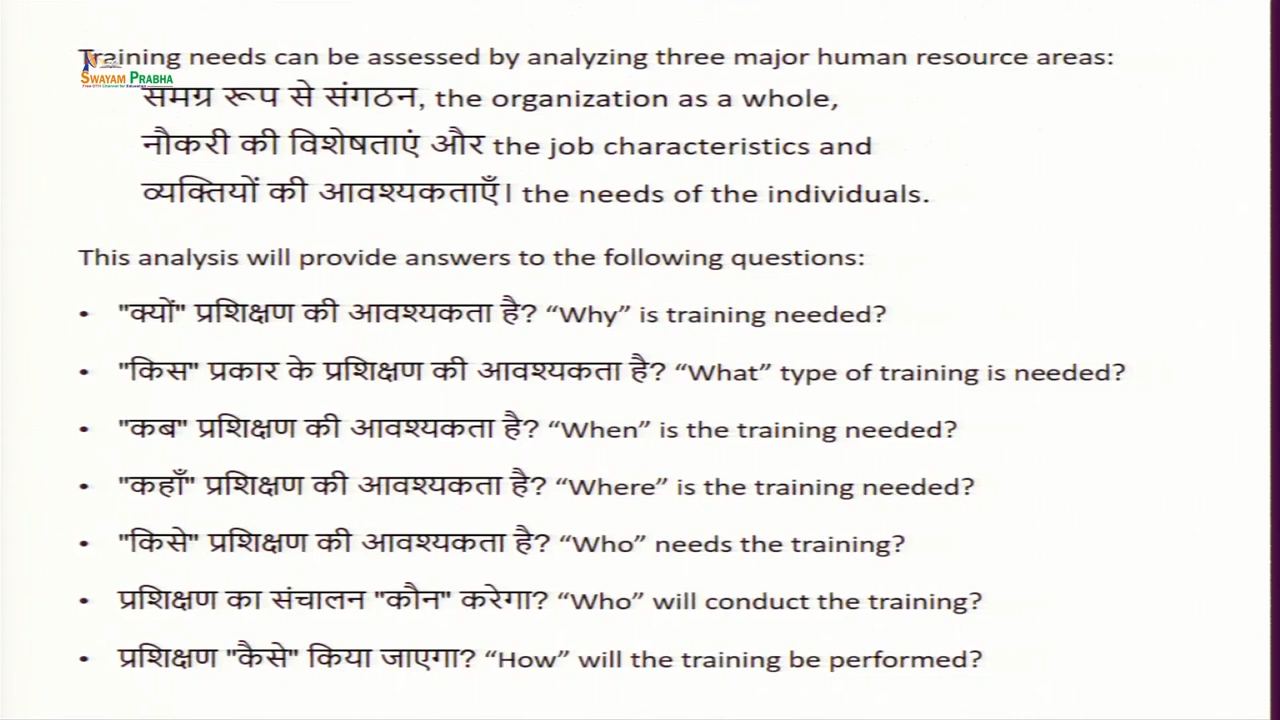 Training needs can be assessed by analyzing three major human resource areas:
SWAYAM PRABHA
Free DTH Channel for Education
समग्र रूप से संगठन, the organization as a whole,
नौकरी की विशेषताएं और the job characteristics and
व्यक्तियों की आवश्यकताएँ। the needs of the individuals.
This analysis will provide answers to the following questions:
• "क्यों" प्रशिक्षण की आवश्यकता है? “Why” is training needed?
• "किस" प्रकार के प्रशिक्षण की आवश्यकता है? “What” type of training is needed?
• "कब" प्रशिक्षण की आवश्यकता है? “When” is the training needed?
• "कहाँ" प्रशिक्षण की आवश्यकता है? “Where” is the training needed?
• "किसे" प्रशिक्षण की आवश्यकता है? “Who” needs the training?
• प्रशिक्षण का संचालन "कौन" करेगा? “Who” will conduct the training?
• प्रशिक्षण "कैसे" किया जाएगा? “How” will the training be performed?